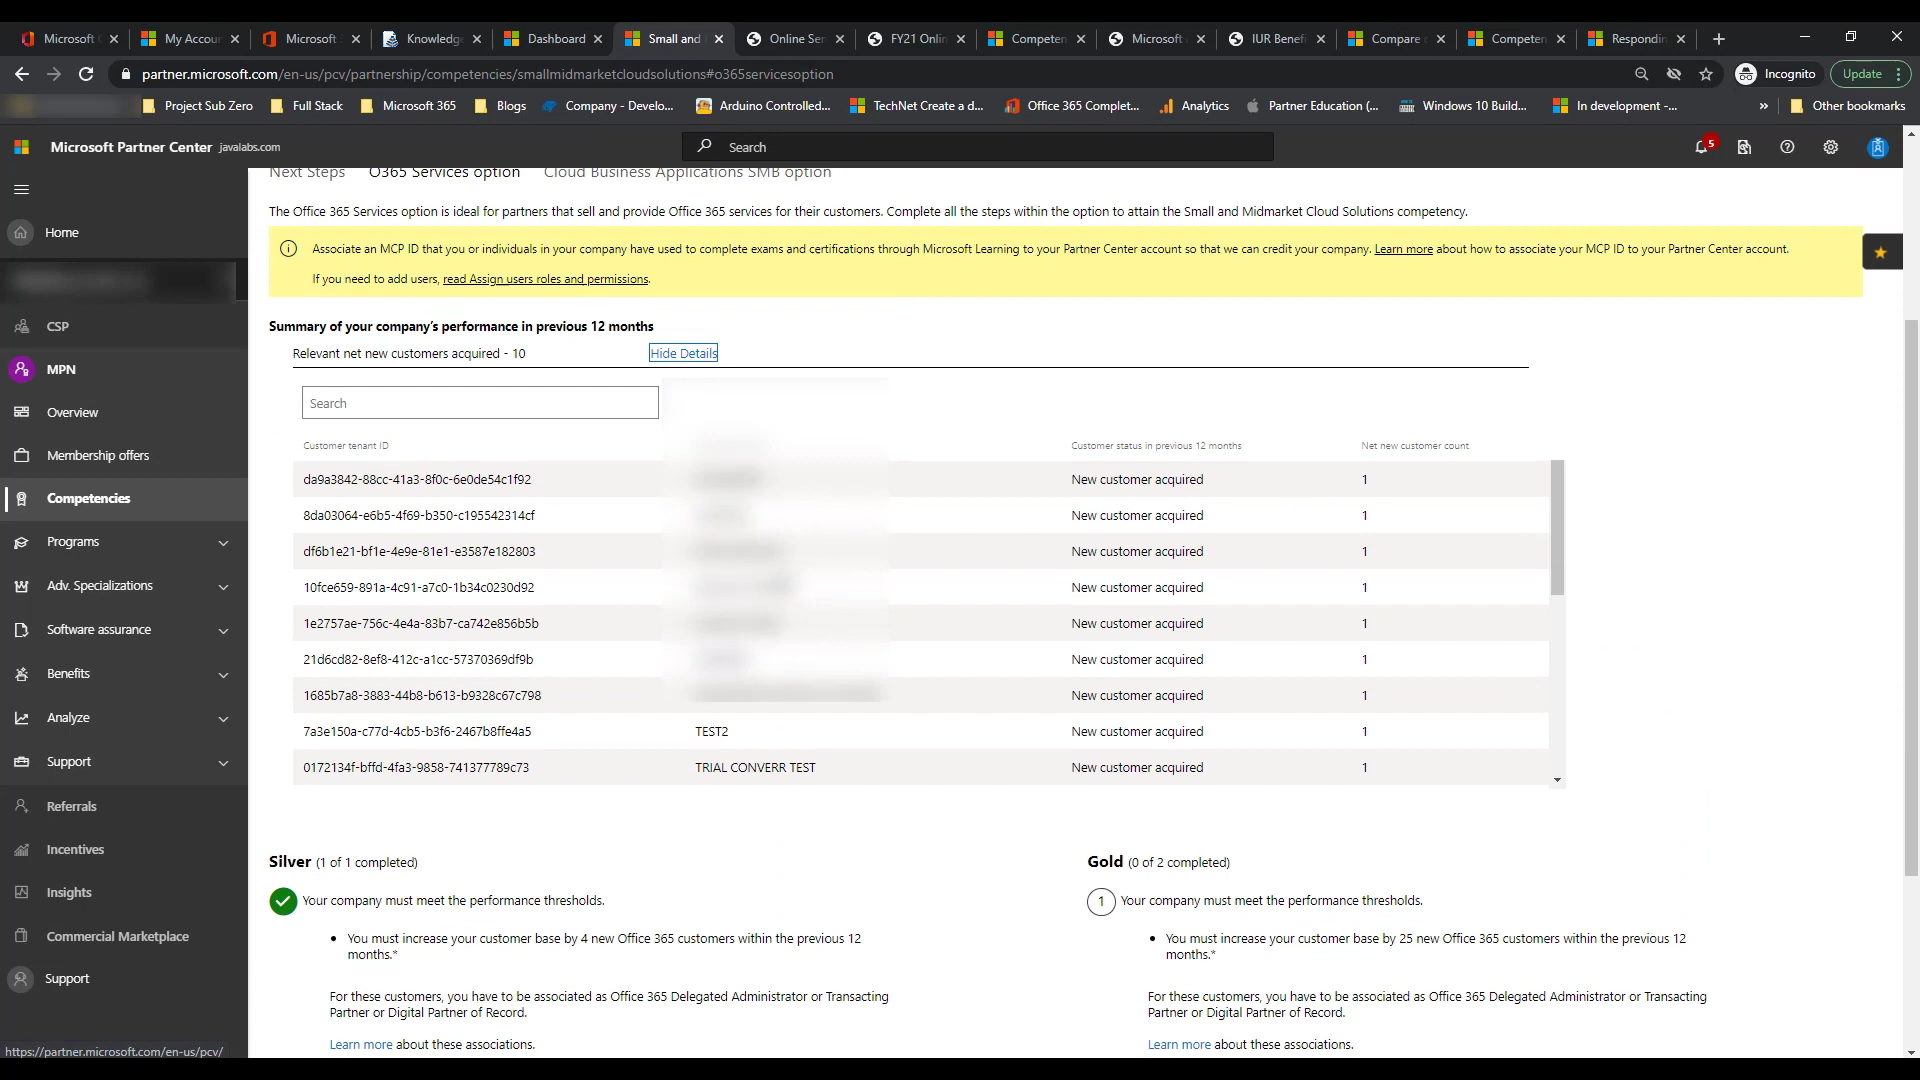 Microsoft
My Accou
Microsoft
Knowledge
Dashboard
Small and
Online Ser
FY21 Onli
Competen
Microsoft
IUR Benef
Compare
Competen
Respondin
partner.microsoft.com/en-us/pcv/partnership/competencies/smallmidmarketcloudsolutions#o365servicesoption
Incognito
Update
Project Sub Zero
Full Stack
Microsoft 365
Blogs
Company - Develo...
Arduino Controlled...
TechNet Create a d...
Office 365 Complet...
Analytics
Partner Education (...
Windows 10 Build...
In development -...
»
Other bookmarks
Microsoft Partner Center javalabs.com
Search
5
Next Steps
O365 Services option
Cloud Business Applications SMB option
The Office 365 Services option is ideal for partners that sell and provide Office 365 services for their customers. Complete all the steps within the option to attain the Small and Midmarket Cloud Solutions competency.
Associate an MCP ID that you or individuals in your company have used to complete exams and certifications through Microsoft Learning to your Partner Center account so that we can credit your company. Learn more about how to associate your MCP ID to your Partner Center account.
If you need to add users, read Assign users roles and permissions.
Home
CSP
MPN
Overview
Membership offers
Competencies
Programs
Adv. Specializations
Software assurance
Benefits
Analyze
Support
Referrals
Incentives
Insights
Commercial Marketplace
Support
https://partner.microsoft.com/en-us/pcv/
Summary of your company's performance in previous 12 months
Relevant net new customers acquired - 10
Hide Details
Search
Customer tenant ID
Customer status in previous 12 months
Net new customer count
da9a3842-88cc-41a3-8f0c-6e0de54c1f92 New customer acquired 1
8da03064-e6b5-4f69-b350-c195542314cf New customer acquired 1
df6b1e21-bf1e-4e9e-81e1-e3587e182803 New customer acquired 1
10fce659-891a-4c91-a7c0-1b34c0230d92 New customer acquired 1
1e2757ae-756c-4e4a-83b7-ca742e856b5b New customer acquired 1
21d6cd82-8ef8-412c-a1cc-57370369df9b New customer acquired 1
1685b7a8-3883-44b8-b613-b9328c67c798 New customer acquired 1
7a3e150a-c77d-4cb5-b3f6-2467b8ffe4a5 TEST2 New customer acquired 1
0172134f-bffd-4fa3-9858-741377789c73 TRIAL CONVERR TEST New customer acquired 1
Silver (1 of 1 completed)
Your company must meet the performance thresholds.
• You must increase your customer base by 4 new Office 365 customers within the previous 12
months.*
For these customers, you have to be associated as Office 365 Delegated Administrator or Transacting
Partner or Digital Partner of Record.
Learn more about these associations.
Gold (0 of 2 completed)
1 Your company must meet the performance thresholds.
• You must increase your customer base by 25 new Office 365 customers within the previous 12
months.*
For these customers, you have to be associated as Office 365 Delegated Administrator or Transacting
Partner or Digital Partner of Record.
Learn more about these associations.